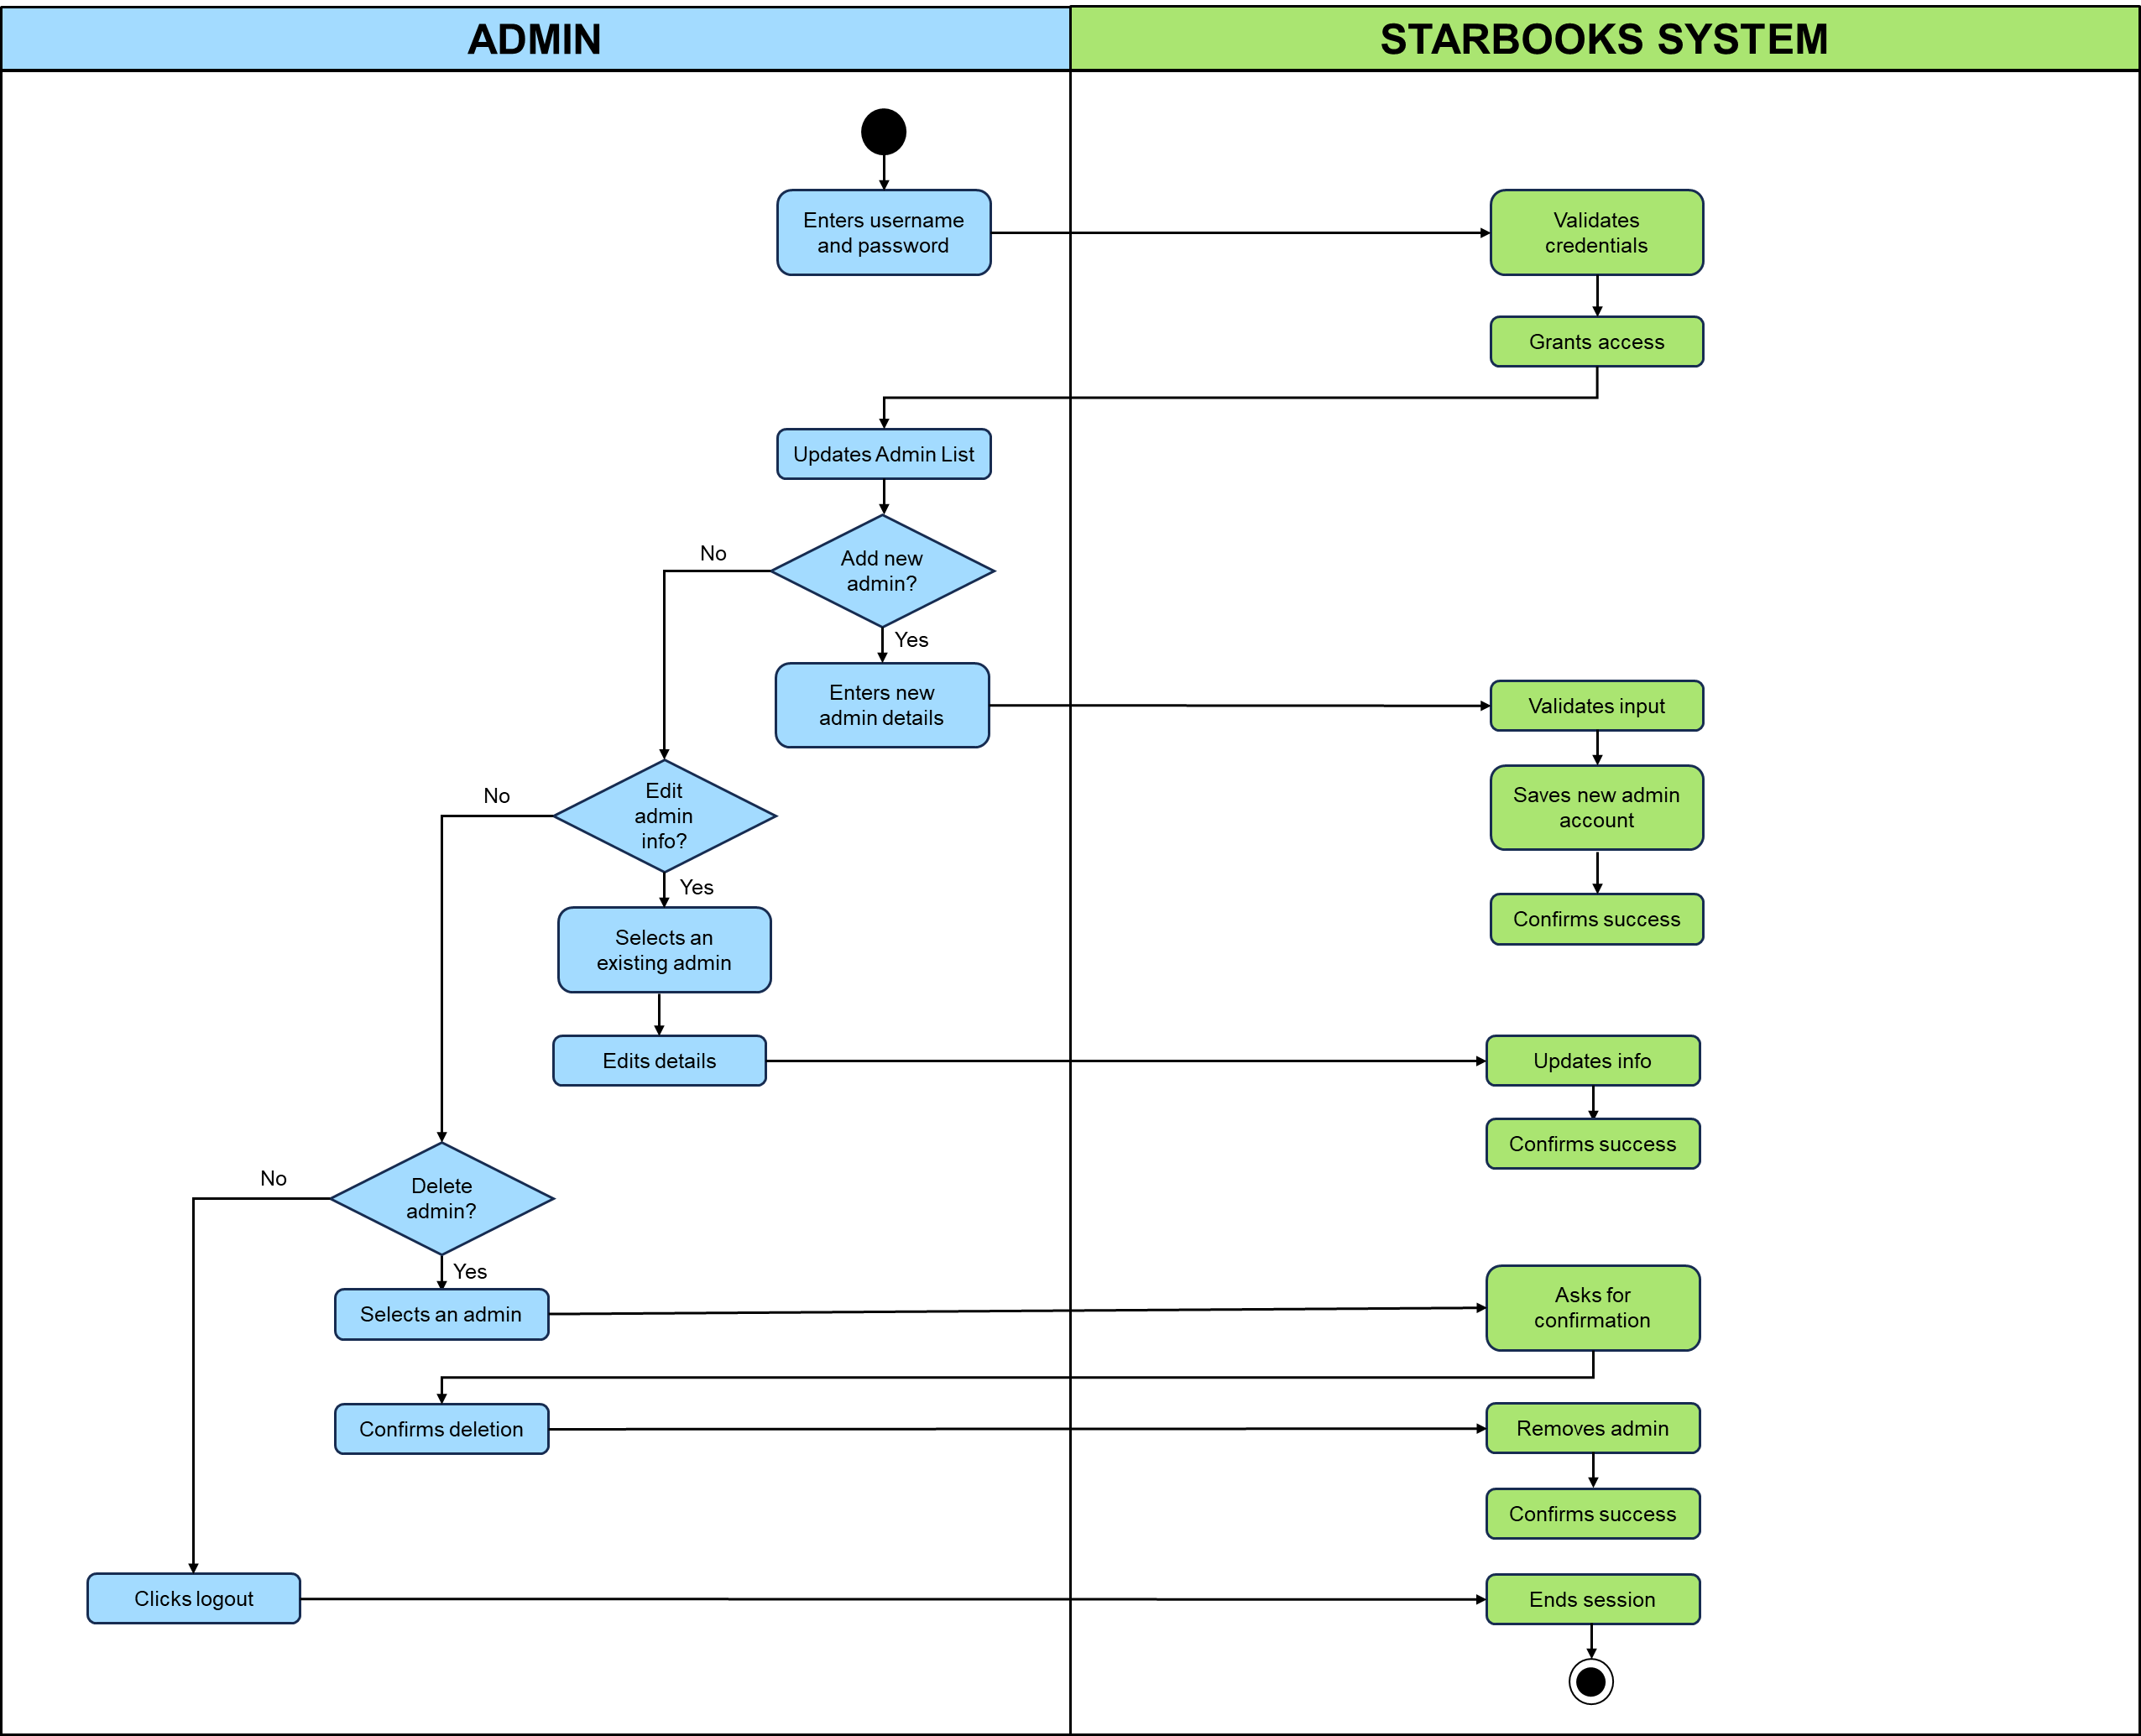 ADMIN
STARBOOKS SYSTEM
Enters username
and password
Validates
credentials
Grants access
Updates Admin List
Add new
admin?
No
Yes
Enters new
admin details
Validates input
Saves new admin
account
Confirms success
Edit
admin
info?
No
Yes
Selects an
existing admin
Edits details
Updates info
Confirms success
Delete
admin?
No
Yes
Selects an admin
Asks for
confirmation
Confirms deletion
Removes admin
Confirms success
Clicks logout
Ends session